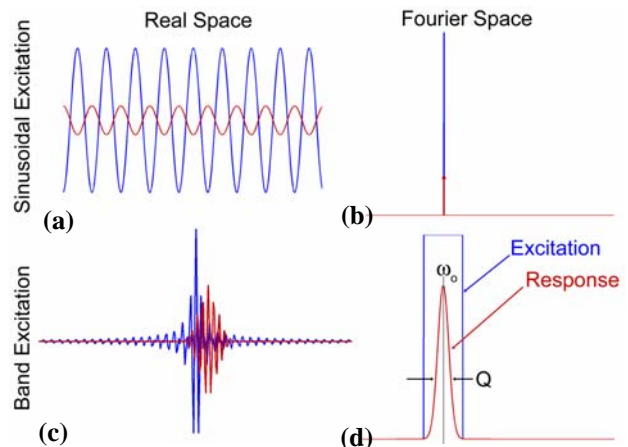 Real Space
Fourier Space
Sinusoidal Excitation
(a)
(b)
Band Excitation
(c)
(d)
ω₀
Excitation
Response
Q